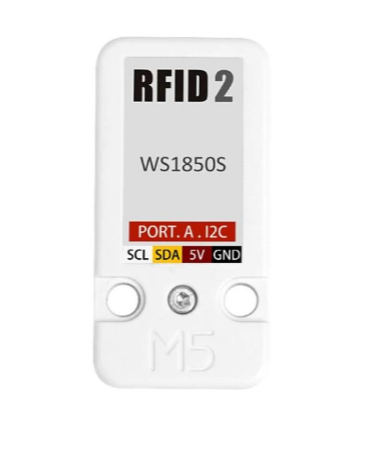 RFID 2
WS1850S
PORT. A . I2C
SCL SDA 5V GND
M5